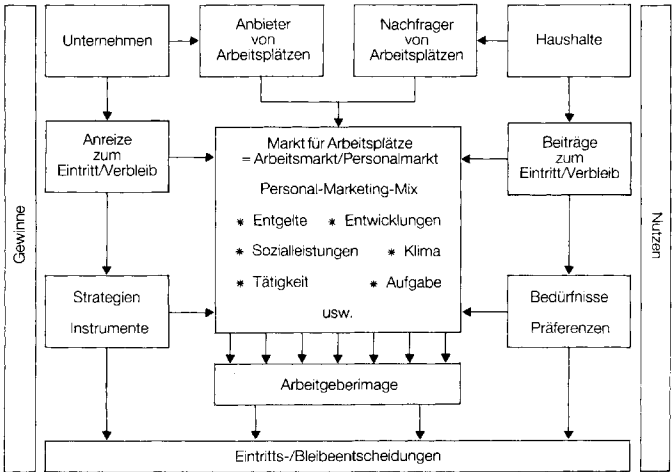 Unternehmen
Anbieter
von
Arbeitsplätzen
Nachfrager
von
Arbeitsplätzen
Haushalte
Anreize
zum
Eintritt/Verbleib
Markt für Arbeitsplätze
= Arbeitsmarkt/Personalmarkt
Personal-Marketing-Mix
* Entgelte * Entwicklungen
* Sozialleistungen * Klima
* Tätigkeit * Aufgabe
usw.
Beiträge
zum
Eintritt/Verbleib
Gewinne
Nutzen
Strategien
Instrumente
Bedürfnisse
Präferenzen
Arbeitgeberimage
Eintritts-/Bleibeentscheidungen